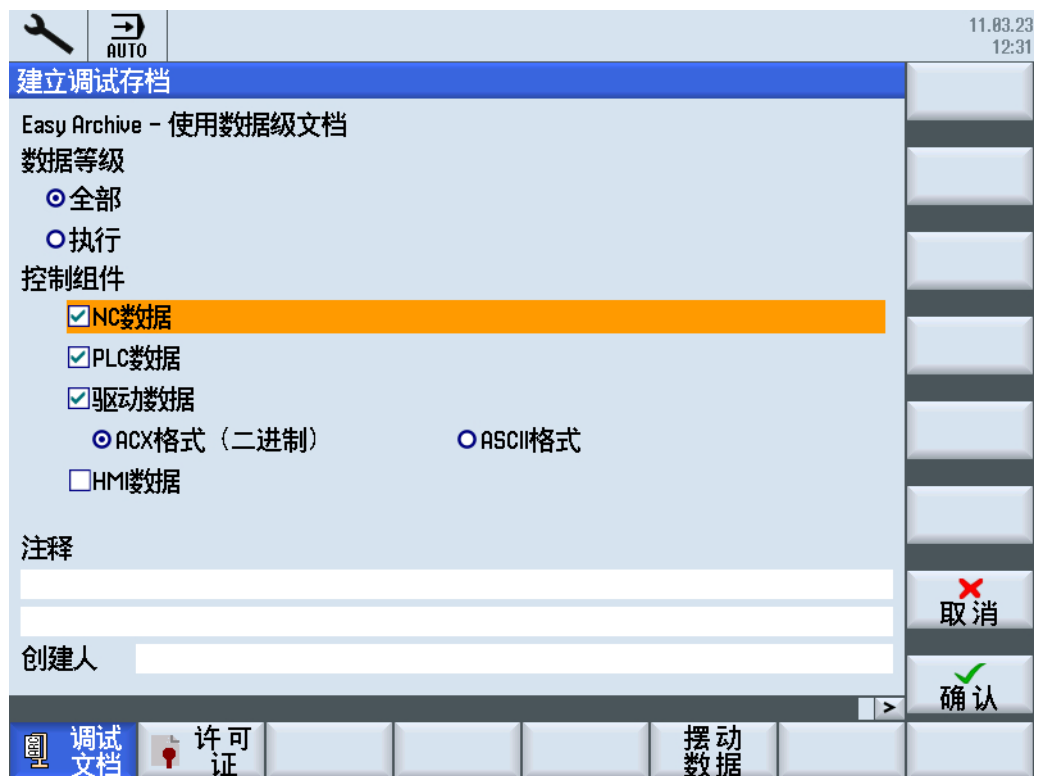 11.03.23
AUTO
12:31
建立调试存档
Easy Archive - 使用数据级文档
数据等级
全部
执行
控制组件
NC数据
PLC数据
驱动数据
ACX格式（二进制） ASCII格式
HMI数据
注释
取消
创建人
确认
>
调试
文档
许可
证
摆动
数据